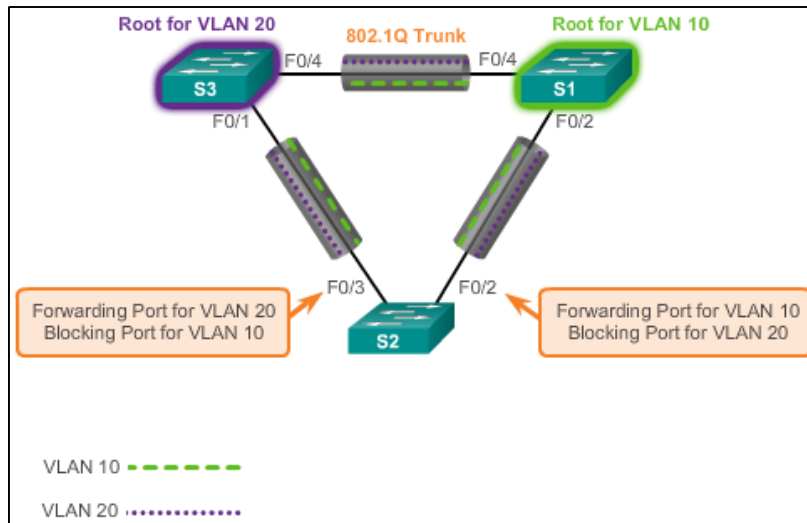 Root for VLAN 20
802.1Q Trunk
Root for VLAN 10
F0/4
F0/4
S3
S1
F0/1
F0/2
F0/3
F0/2
Forwarding Port for VLAN 20
Blocking Port for VLAN 10
Forwarding Port for VLAN 10
Blocking Port for VLAN 20
S2
VLAN 10
VLAN 20